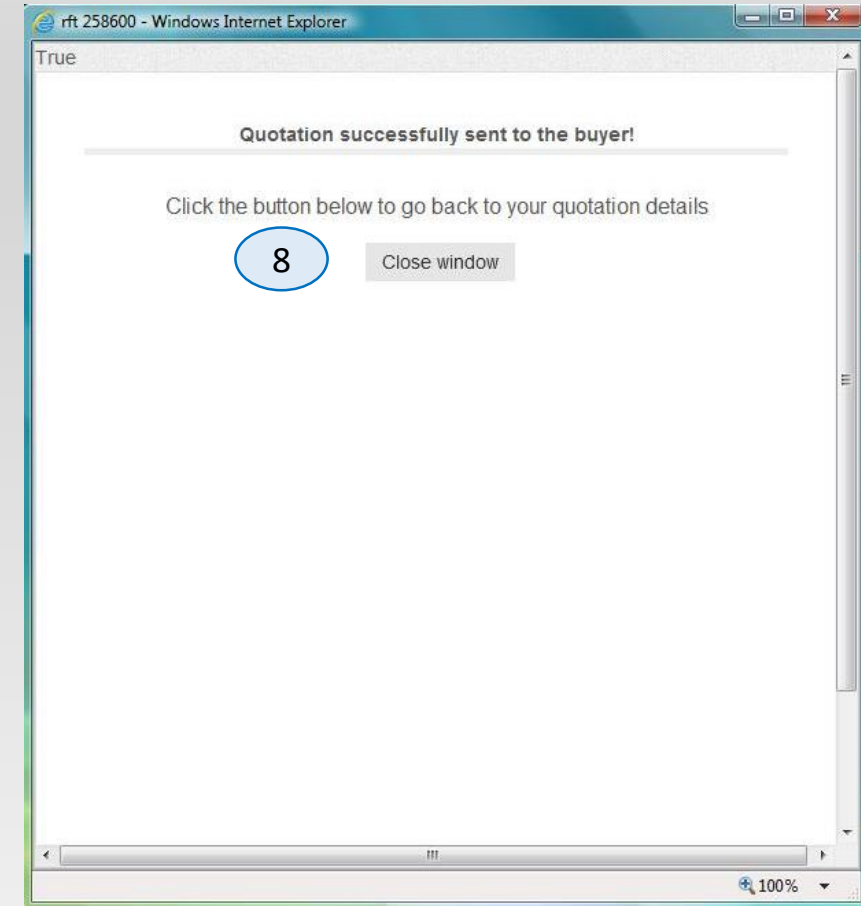 rft 258600 - Windows Internet Explorer
True
Quotation successfully sent to the buyer!
Click the button below to go back to your quotation details
8 Close window
100%